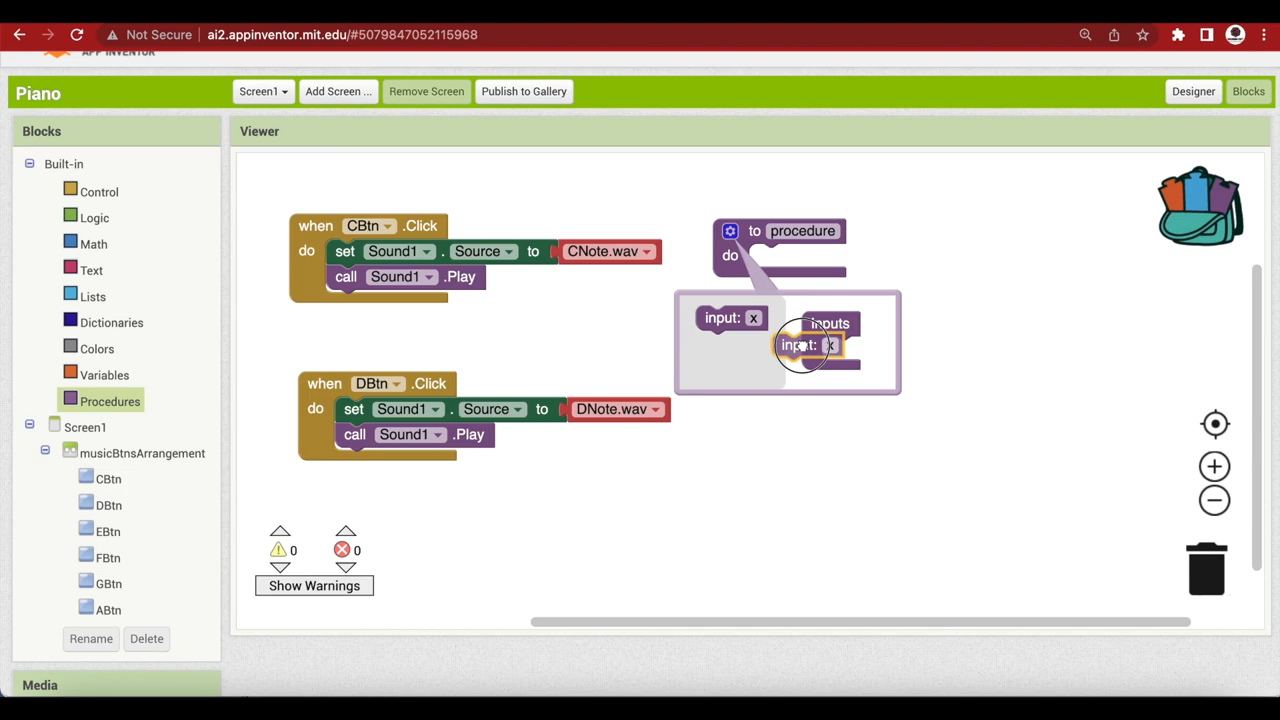 Not Secure
ai2.appinventor.mit.edu/#5079847052115968
APP INVENTOR
Piano
Screen1
Add Screen ...
Remove Screen
Publish to Gallery
Designer
Blocks
Blocks
Viewer
Built-in
Control
Logic
Math
Text
Lists
Dictionaries
Colors
Variables
Procedures
Screen1
musicBtnsArrangement
CBtn
DBtn
EBtn
FBtn
GBtn
ABtn
Rename
Delete
Media
when CBtn .Click
do set Sound1 . Source to CNote.wav
call Sound1 .Play
when DBtn .Click
do set Sound1 . Source to DNote.wav
call Sound1 .Play
to procedure
do
input: x
inputs
input: x
0
0
Show Warnings